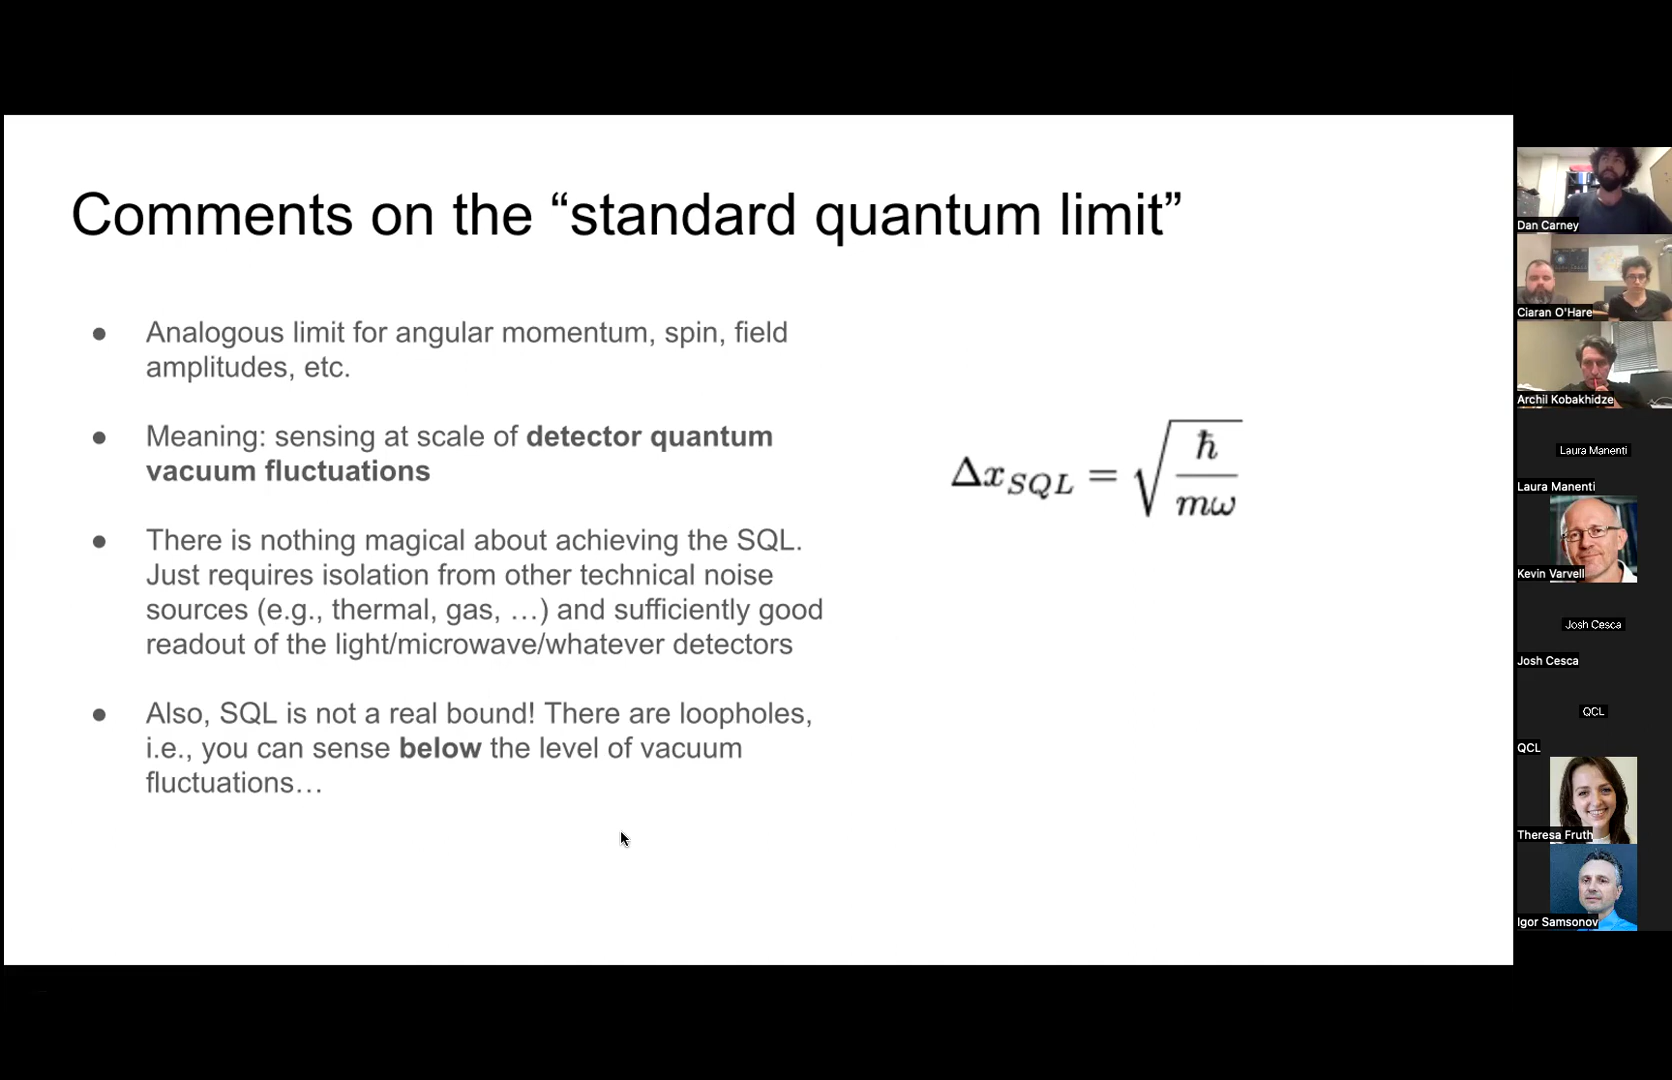 Comments on the “standard quantum limit”
● Analogous limit for angular momentum, spin, field
amplitudes, etc.
● Meaning: sensing at scale of detector quantum
vacuum fluctuations
● There is nothing magical about achieving the SQL.
Just requires isolation from other technical noise
sources (e.g., thermal, gas, …) and sufficiently good
readout of the light/microwave/whatever detectors
● Also, SQL is not a real bound! There are loopholes,
i.e., you can sense below the level of vacuum
fluctuations…
Δx_SQL = √(ħ/mω)
Dan Carney
Ciaran O'Hare
Archil Kobakhidze
Laura Manenti
Laura Manenti
Kevin Varvell
Josh Cesca
Josh Cesca
QCL
QCL
Theresa Fruth
Igor Samsonov